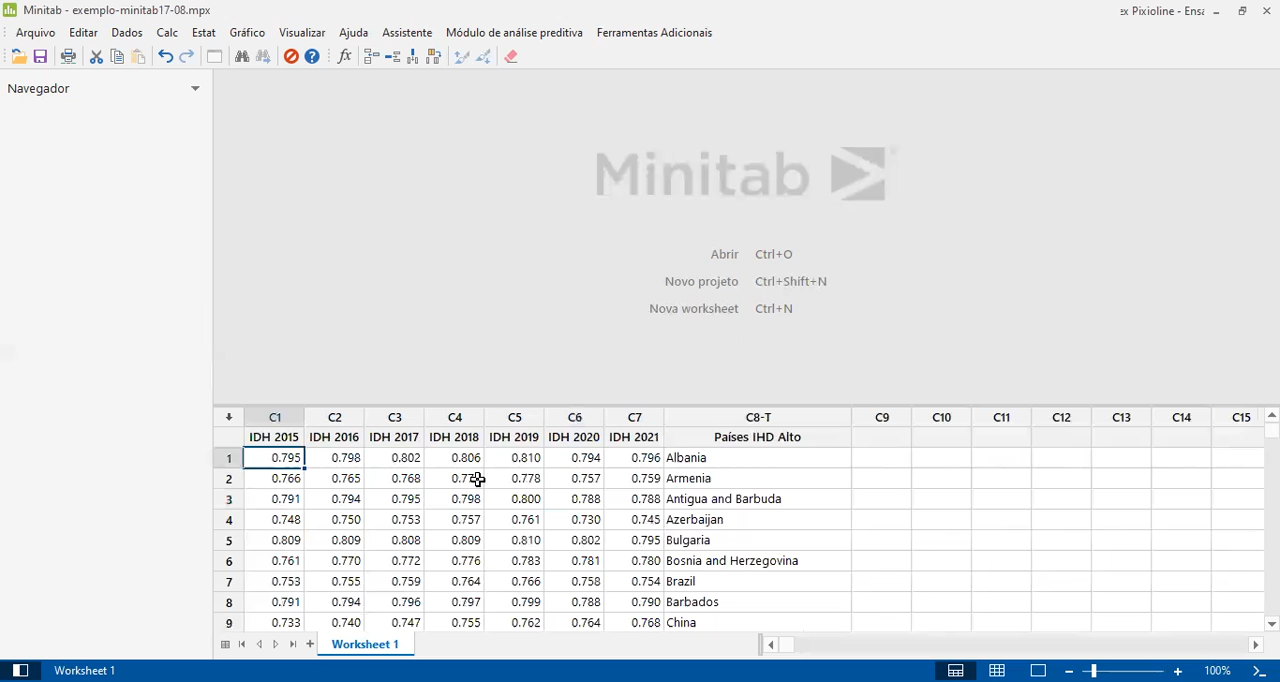 Minitab - exemplo-minitab17-08.mpx
ex Pixioline - Ensa
Arquivo Editar Dados Calc Estat Gráfico Visualizar Ajuda Assistente Módulo de análise preditiva Ferramentas Adicionais
fx
Navegador
Minitab
Abrir Ctrl+O
Novo projeto Ctrl+Shift+N
Nova worksheet Ctrl+N
C1 C2 C3 C4 C5 C6 C7 C8-T C9 C10 C11 C12 C13 C14 C15
IDH 2015 IDH 2016 IDH 2017 IDH 2018 IDH 2019 IDH 2020 IDH 2021 Países IHD Alto
1 0.795 0.798 0.802 0.806 0.810 0.794 0.796 Albania
2 0.766 0.765 0.768 0.778 0.757 0.759 Armenia
3 0.791 0.794 0.795 0.798 0.800 0.788 0.788 Antigua and Barbuda
4 0.748 0.750 0.753 0.757 0.761 0.730 0.745 Azerbaijan
5 0.809 0.809 0.808 0.809 0.810 0.802 0.795 Bulgaria
6 0.761 0.770 0.772 0.776 0.783 0.781 0.780 Bosnia and Herzegovina
7 0.753 0.755 0.759 0.764 0.766 0.758 0.754 Brazil
8 0.791 0.794 0.796 0.797 0.799 0.788 0.790 Barbados
9 0.733 0.740 0.747 0.755 0.762 0.764 0.768 China
Worksheet 1
Worksheet 1
100%